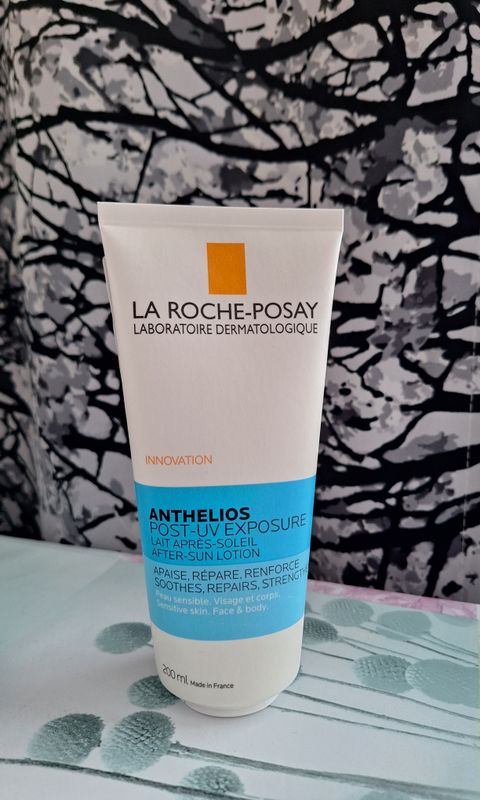 LA ROCHE-POSAY
LABORATOIRE DERMATOLOGIQUE
INNOVATION
ANTHELIOS
POST-UV EXPOSURE
LAIT APRÈS-SOLEIL
AFTER-SUN LOTION
APAISE, RÉPARE, RENFORCE
SOOTHES, REPAIRS, STRENGTHE
Peau sensible. Visage et corps.
Sensitive skin. Face & body.
200 ml Made in France